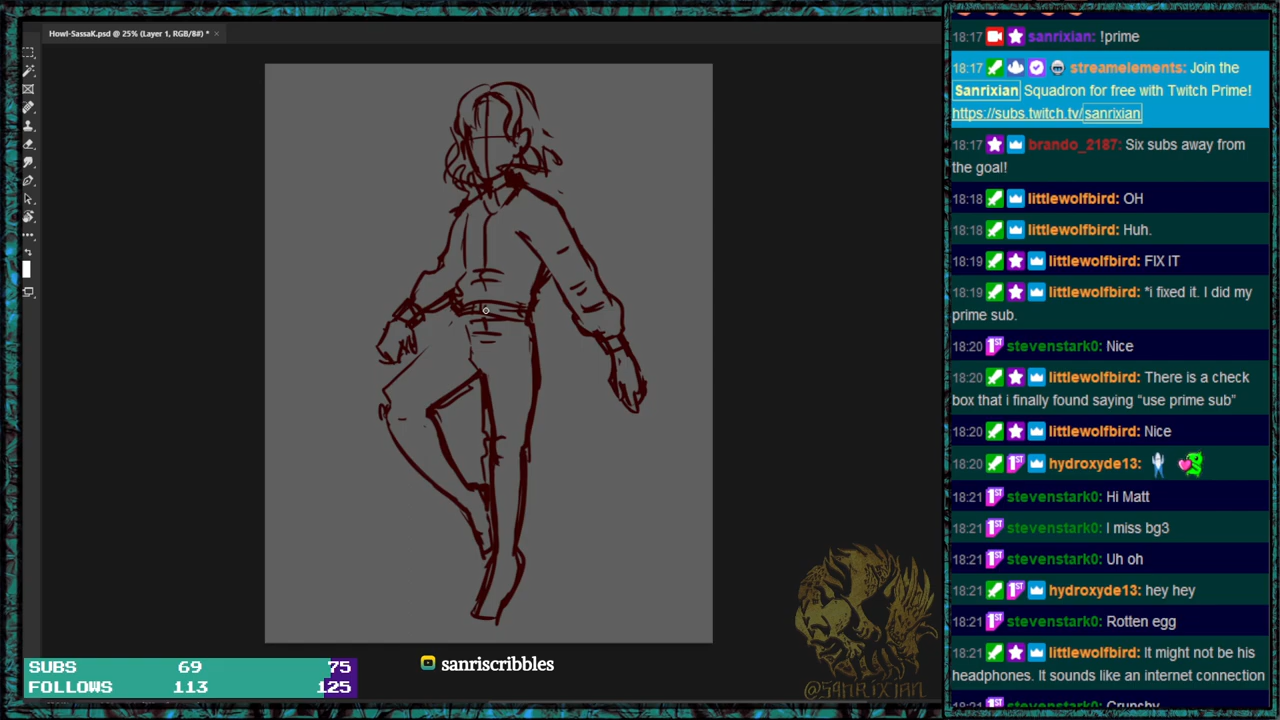 Howl-SassaK.psd @ 25% (Layer 1, RGB/8#) *
18:17 sanrixian: !prime
18:17 streamelements: Join the
Sanrixian Squadron for free with Twitch Prime!
https://subs.twitch.tv/sanrixian
18:17 brando_2187: Six subs away from
the goal!
18:18 littlewolfbird: OH
18:18 littlewolfbird: Huh.
18:19 littlewolfbird: FIX IT
18:19 littlewolfbird: *i fixed it. I did my
prime sub.
18:20 stevenstark0: Nice
18:20 littlewolfbird: There is a check
box that i finally found saying “use prime sub”
18:20 littlewolfbird: Nice
18:20 hydroxyde13:
18:21 stevenstark0: Hi Matt
18:21 stevenstark0: I miss bg3
18:21 stevenstark0: Uh oh
18:21 hydroxyde13: hey hey
18:21 stevenstark0: Rotten egg
18:21 littlewolfbird: It might not be his
headphones. It sounds like an internet connection
18:21 stevenstark0: Crunchy
SUBS 69 75
FOLLOWS 113 125
sanriscribbles
@SANRIXIAN